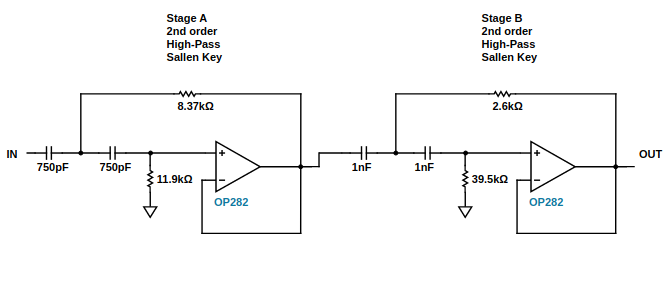 Stage A
2nd order
High-Pass
Sallen Key
Stage B
2nd order
High-Pass
Sallen Key
8.37kΩ
2.6kΩ
IN
OUT
750pF
750pF
1nF
1nF
11.9kΩ
39.5kΩ
OP282
OP282